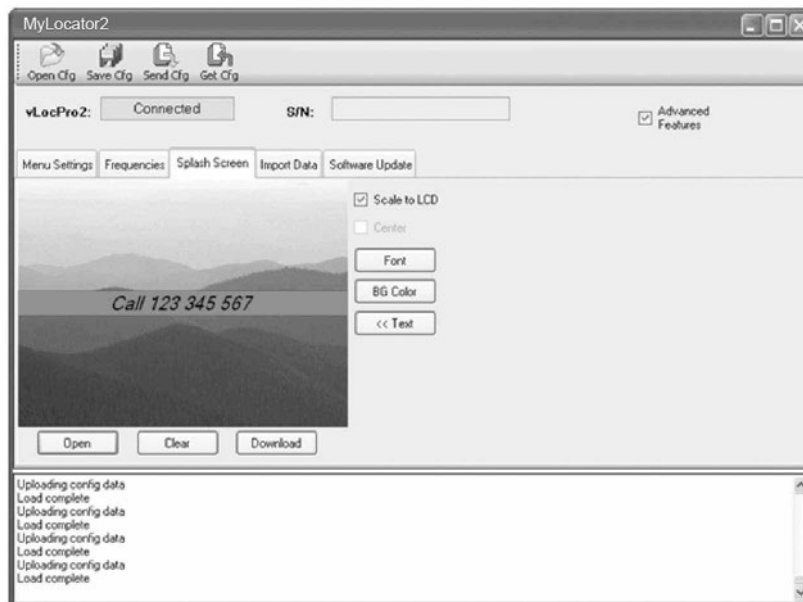 MyLocator2
Open Cfg Save Cfg Send Cfg Get Cfg
vLocPro2: Connected S/N: Advanced
Features
Menu Settings Frequencies Splash Screen Import Data Software Update
Scale to LCD
Center
Font
Call 123 345 567
BG Color
<< Text
Open Clear Download
Uploading config data
Load complete
Uploading config data
Load complete
Uploading config data
Load complete
Uploading config data
Load complete